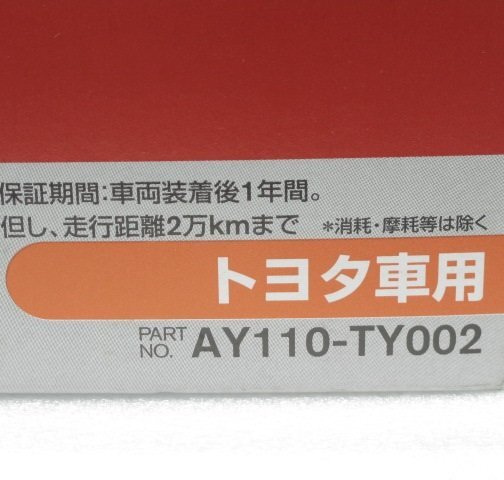 保証期間:車両装着後1年間。
但し、走行距離2万kmまで *消耗・摩耗等は除く
トヨタ車用
PART NO. AY110-TY002